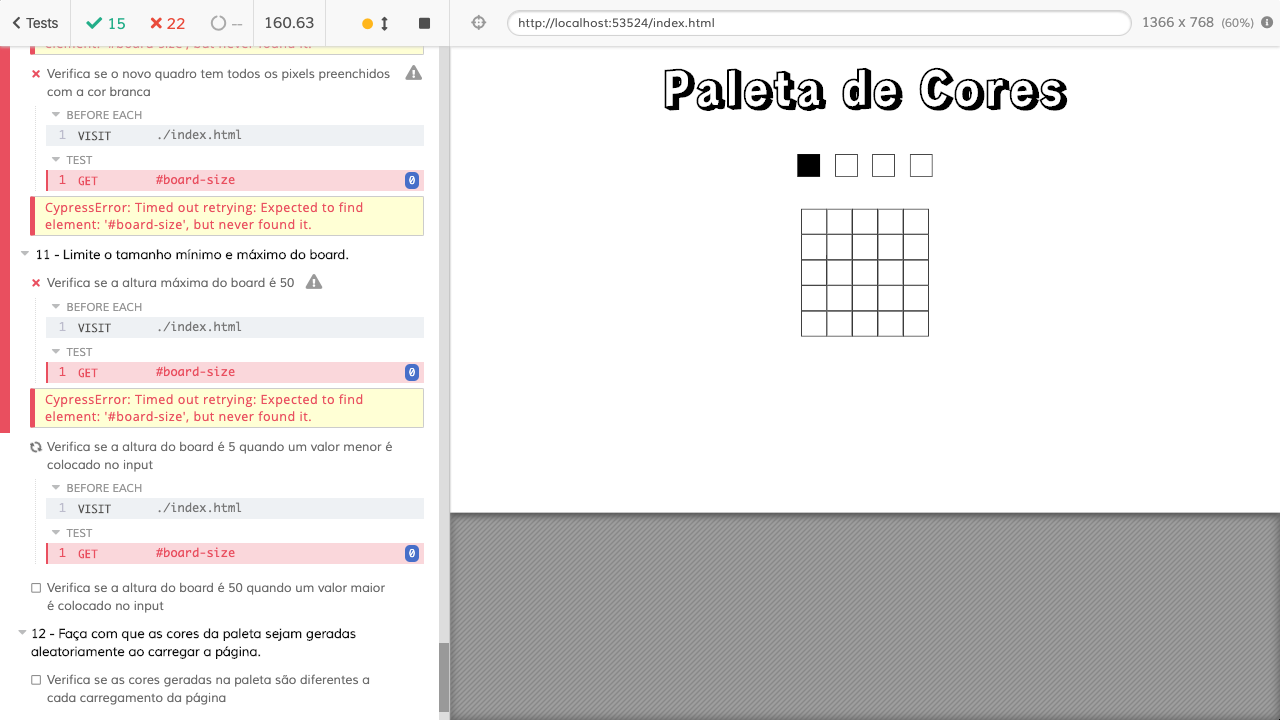 Tests
15
22
--
160.63
http://localhost:53524/index.html
1366 x 768 (60%)
element: '#board-size', but never found it.
Verifica se o novo quadro tem todos os pixels preenchidos
com a cor branca
BEFORE EACH
1 VISIT ./index.html
TEST
1 GET #board-size 0
CypressError: Timed out retrying: Expected to find
element: '#board-size', but never found it.
11 - Limite o tamanho mínimo e máximo do board.
Verifica se a altura máxima do board é 50
BEFORE EACH
1 VISIT ./index.html
TEST
1 GET #board-size 0
CypressError: Timed out retrying: Expected to find
element: '#board-size', but never found it.
Verifica se a altura do board é 5 quando um valor menor é
colocado no input
BEFORE EACH
1 VISIT ./index.html
TEST
1 GET #board-size 0
Verifica se a altura do board é 50 quando um valor maior
é colocado no input
12 - Faça com que as cores da paleta sejam geradas
aleatoriamente ao carregar a página.
Verifica se as cores geradas na paleta são diferentes a
cada carregamento da página
Paleta de Cores